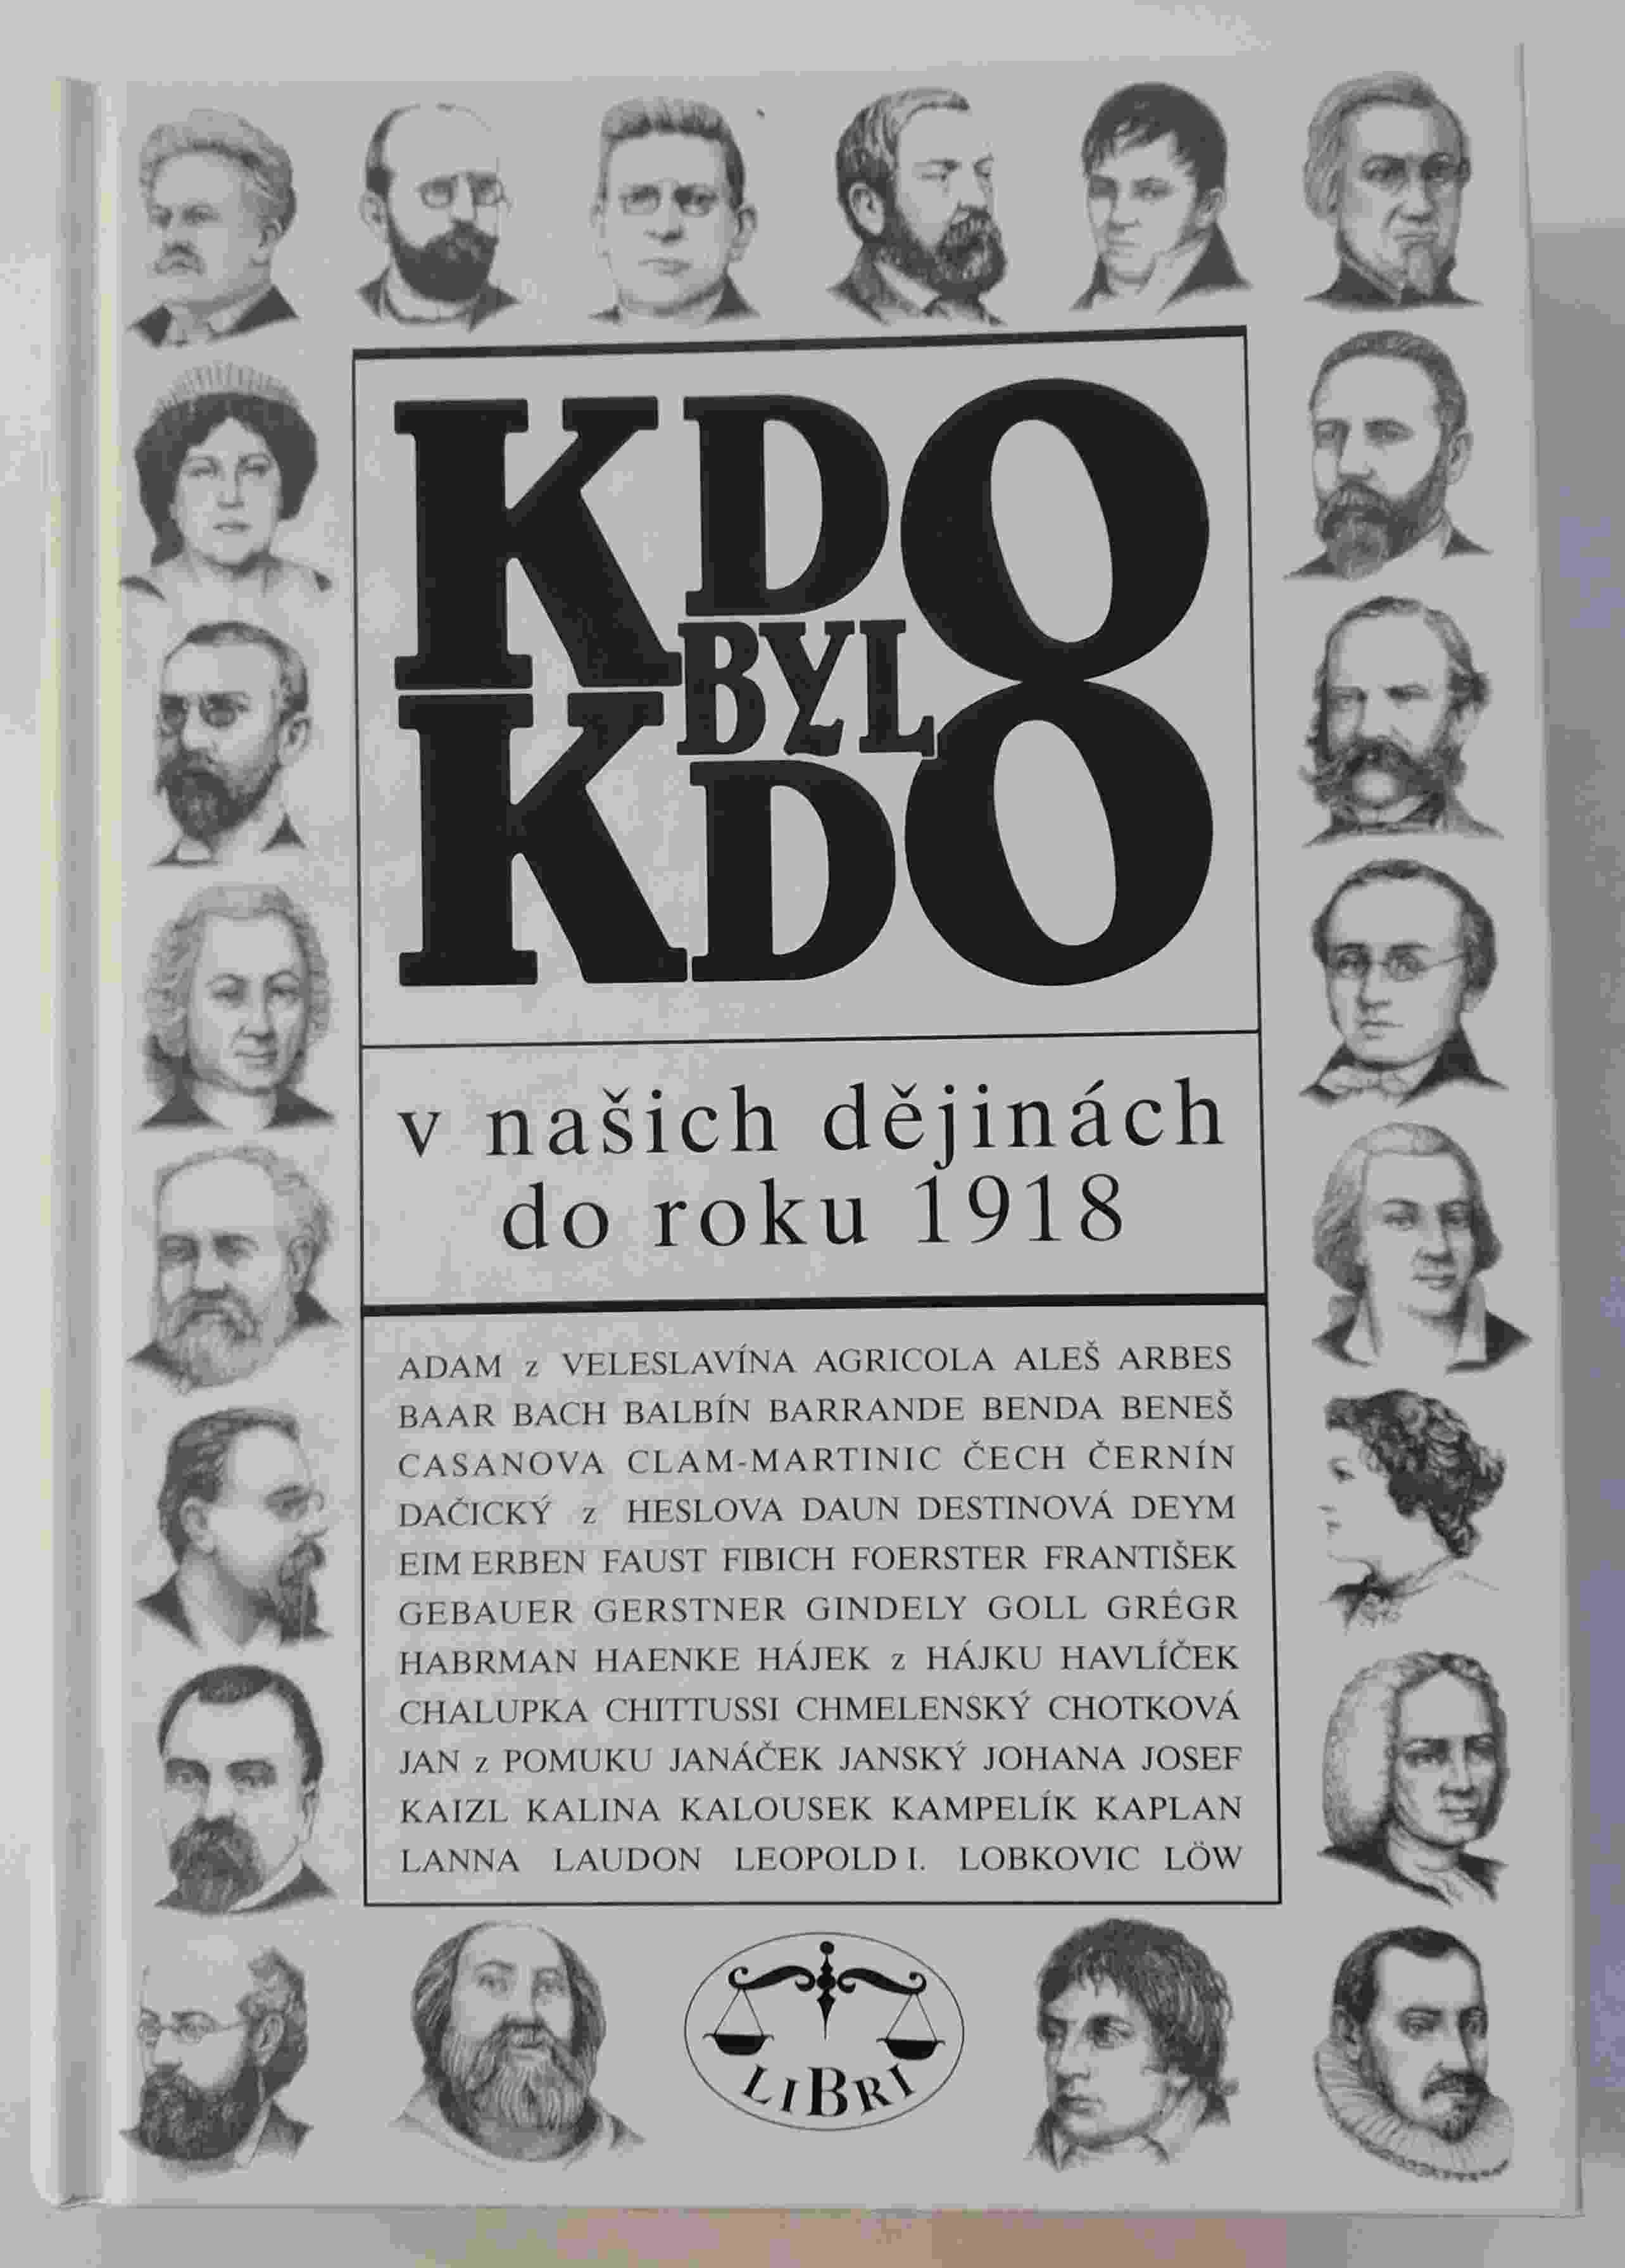 KDO
BYL
KDO
v našich dějinách
do roku 1918
ADAM z VELESLAVÍNA AGRICOLA ALEŠ ARBES
BAAR BACH BALBÍN BARRANDE BENDA BENEŠ
CASANOVA CLAM-MARTINIC ČECH ČERNÍN
DAČICKÝ z HESLOVA DAUN DESTINOVÁ DEYM
EIM ERBEN FAUST FIBICH FOERSTER FRANTIŠEK
GEBAUER GERSTNER GINDELY GOLL GRÉGR
HABRMAN HAENKE HÁJEK z HÁJKU HAVLÍČEK
CHALUPKA CHITTUSSI CHMELENSKÝ CHOTKOVÁ
JAN z POMUKU JANÁČEK JANSKÝ JOHANA JOSEF
KAIZL KALINA KALOUSEK KAMPELÍK KAPLAN
LANNA LAUDON LEOPOLD I. LOBKOVIC LÖW
LiBRI